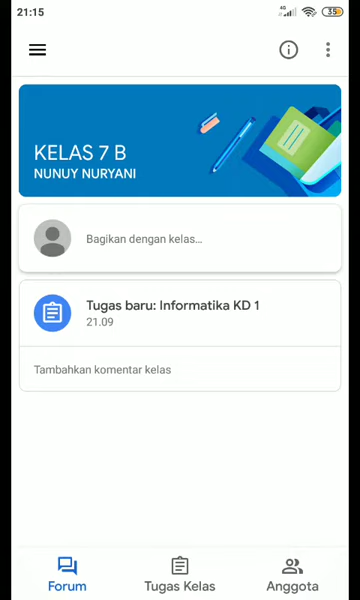 21:15
4G
35
KELAS 7 B
NUNUY NURYANI
Bagikan dengan kelas...
Tugas baru: Informatika KD 1
21.09
Tambahkan komentar kelas
Forum
Tugas Kelas
Anggota